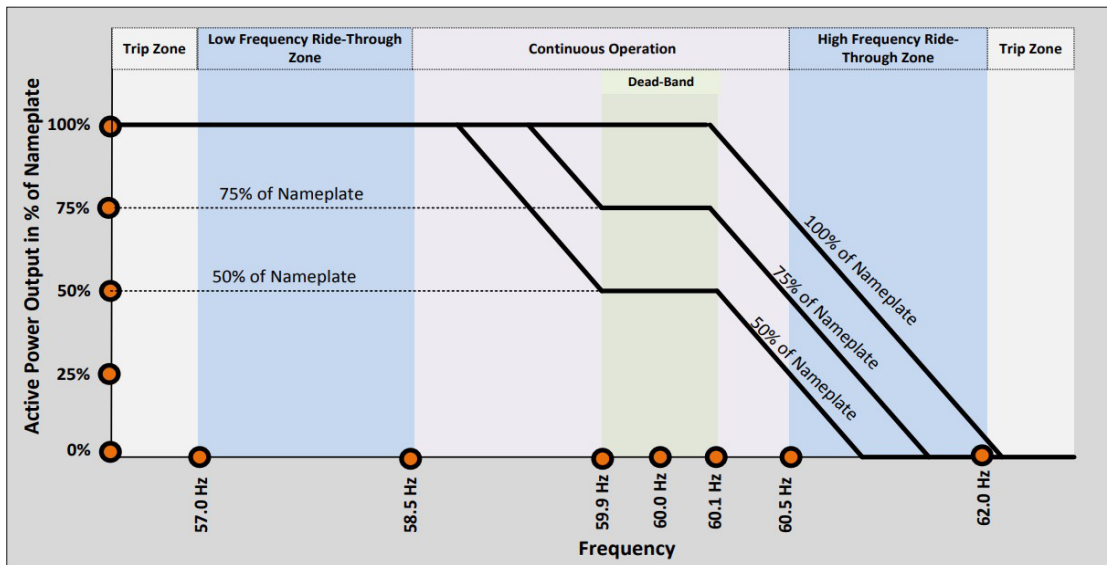 Trip Zone
Low Frequency Ride-Through
Zone
Continuous Operation
High Frequency Ride-
Through Zone
Trip Zone
Dead-Band
Active Power Output in % of Nameplate
100%
75%
50%
25%
0%
75% of Nameplate
50% of Nameplate
100% of Nameplate
75% of Nameplate
50% of Nameplate
57.0 Hz
58.5 Hz
59.9 Hz
60.0 Hz
60.1 Hz
60.5 Hz
62.0 Hz
Frequency